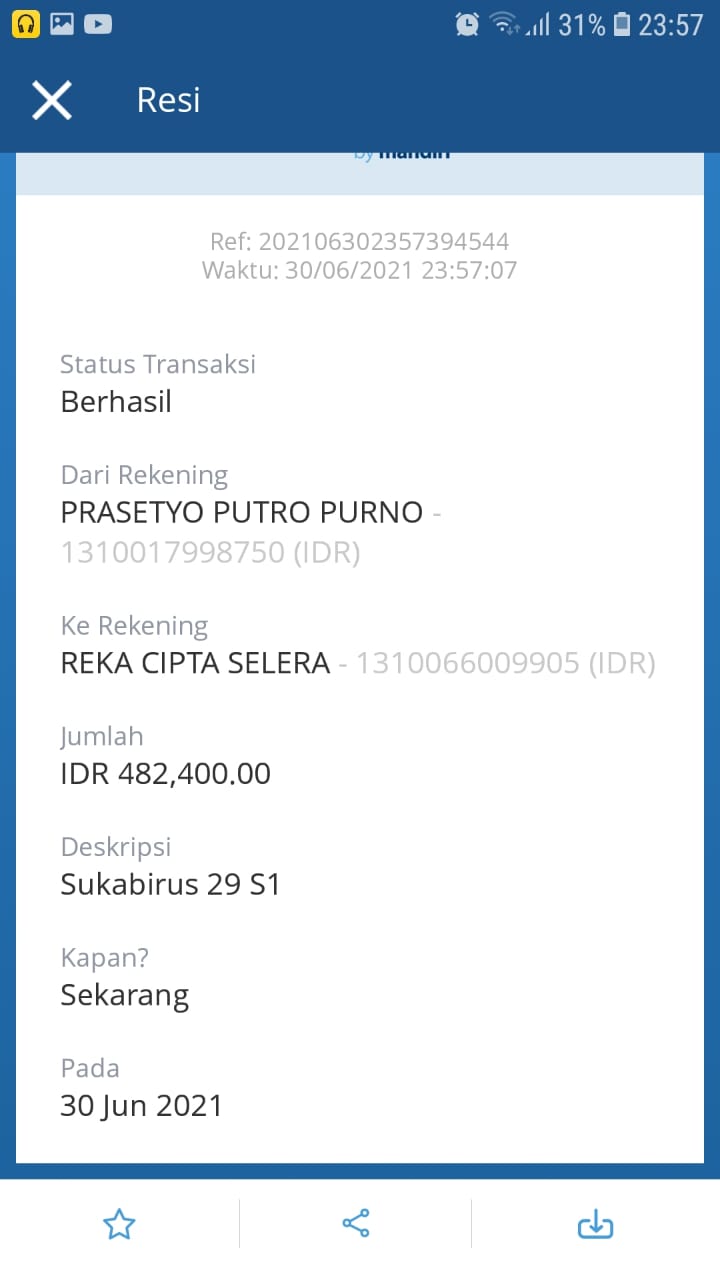 31% 23:57
Resi
by mandiri
Ref: 202106302357394544
Waktu: 30/06/2021 23:57:07
Status Transaksi
Berhasil
Dari Rekening
PRASETYO PUTRO PURNO -
1310017998750 (IDR)
Ke Rekening
REKA CIPTA SELERA - 1310066009905 (IDR)
Jumlah
IDR 482,400.00
Deskripsi
Sukabirus 29 S1
Kapan?
Sekarang
Pada
30 Jun 2021